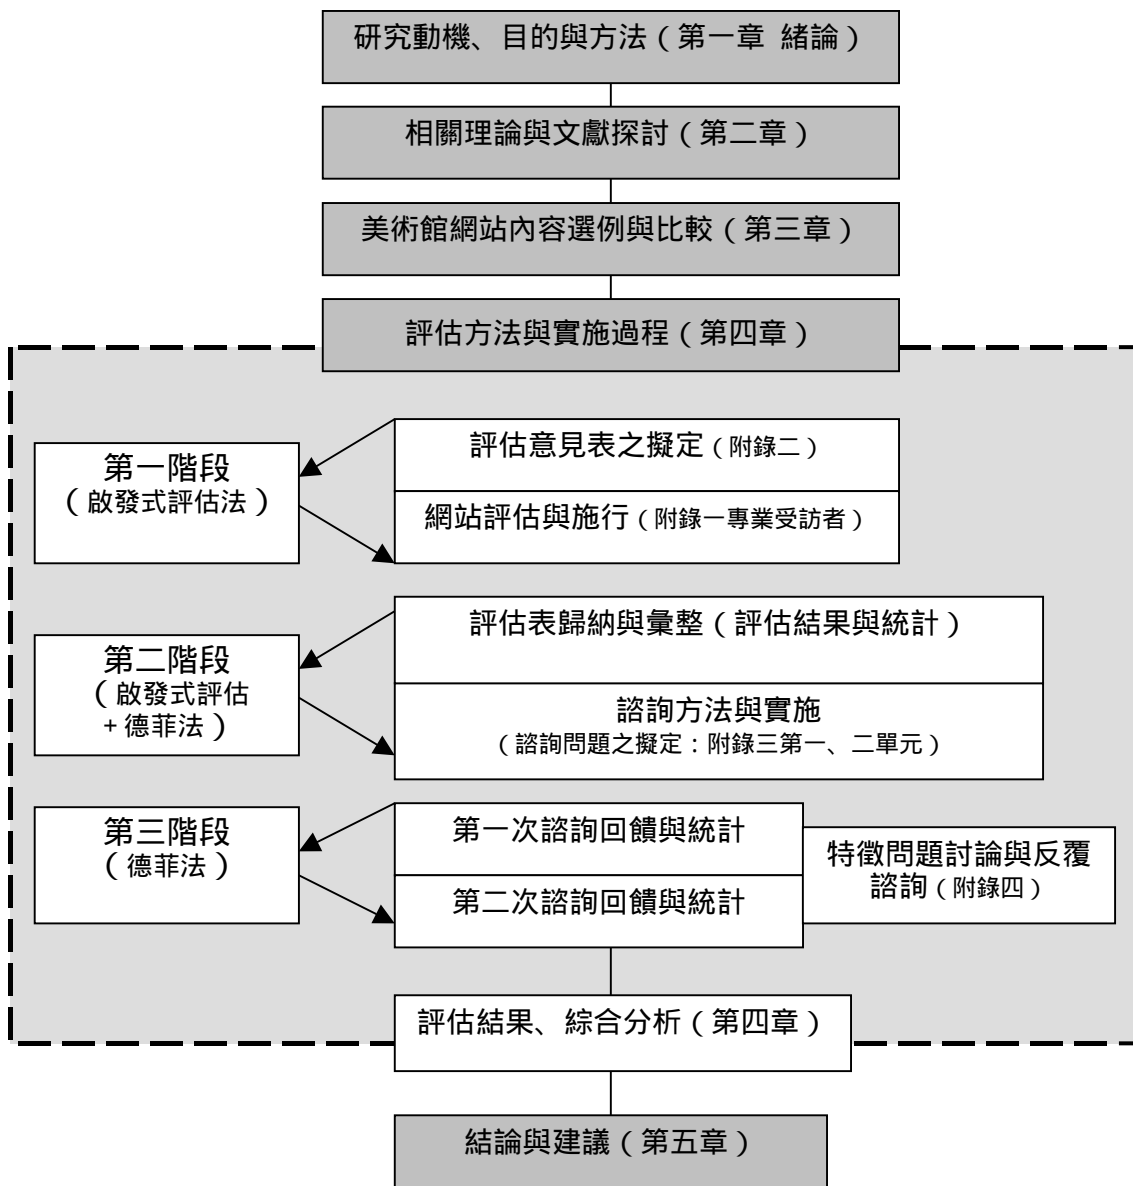 研究動機、目的與方法（第一章 緒論）
相關理論與文獻探討（第二章）
美術館網站內容選例與比較（第三章）
評估方法與實施過程（第四章）
第一階段
（啟發式評估法）
評估意見表之擬定（附錄二）
網站評估與施行（附錄一專業受訪者）
第二階段
（啟發式評估
+德菲法）
評估表歸納與彙整（評估結果與統計）
諮詢方法與實施
（諮詢問題之擬定：附錄三第一、二單元）
第三階段
（德菲法）
第一次諮詢回饋與統計
第二次諮詢回饋與統計
特徵問題討論與反覆
諮詢（附錄四）
評估結果、綜合分析（第四章）
結論與建議（第五章）